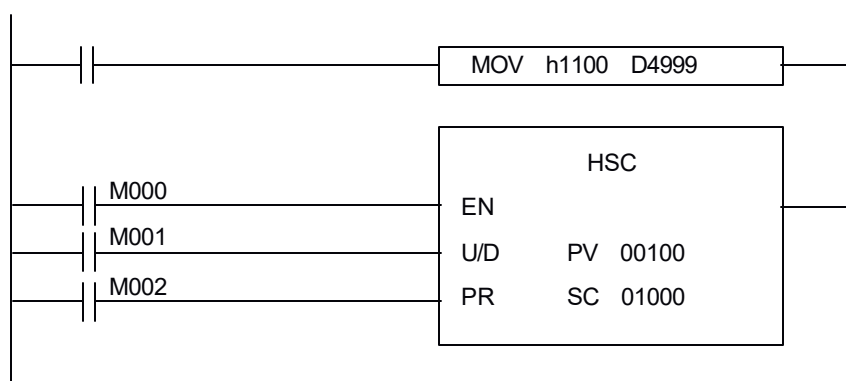 MOV h1100 D4999
HSC
M000
EN
M001
U/D PV 00100
M002
PR SC 01000